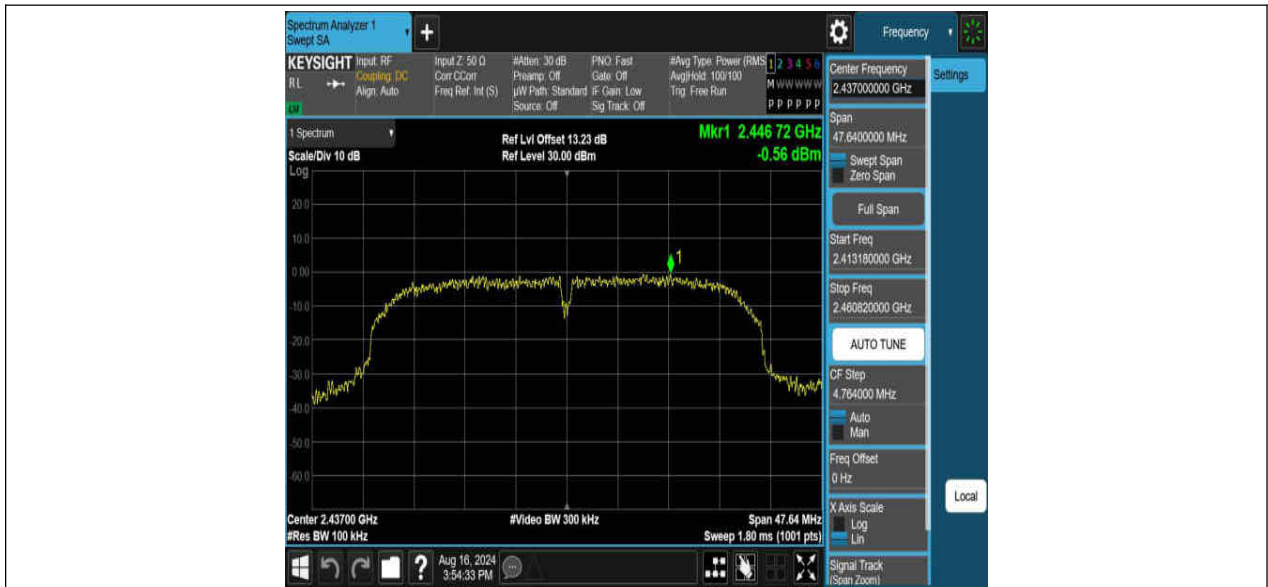 Spectrum Analyzer 1
Swept SA
+
Frequency
KEYSIGHT
RL
Input: RF
Coupling: DC
Align: Auto
Input Z: 50 Ω
Corr CCorr
Freq Ref: Int (S)
#Atten: 30 dB
Preamp: Off
µW Path: Standard
Source: Off
PNO: Fast
Gate: Off
IF Gain: Low
Sig Track: Off
#Avg Type: Power (RMS
Avg|Hold: 100/100
Trig: Free Run
1 2 3 4 5 6
M W W W W W
P P P P P P
1 Spectrum
Scale/Div 10 dB
Ref Lvl Offset 13.23 dB
Ref Level 30.00 dBm
Mkr1 2.446 72 GHz
-0.56 dBm
Log
20.0
10.0
0.00
-10.0
-20.0
-30.0
-40.0
-50.0
-60.0
1
Center 2.43700 GHz
#Res BW 100 kHz
#Video BW 300 kHz
Span 47.64 MHz
Sweep 1.80 ms (1001 pts)
Center Frequency
2.437000000 GHz
Settings
Span
47.6400000 MHz
Swept Span
Zero Span
Full Span
Start Freq
2.413180000 GHz
Stop Freq
2.460820000 GHz
AUTO TUNE
CF Step
4.764000 MHz
Auto
Man
Freq Offset
0 Hz
X Axis Scale
Log
Lin
Local
Signal Track
(Span Zoom)
?
Aug 16, 2024
3:54:33 PM